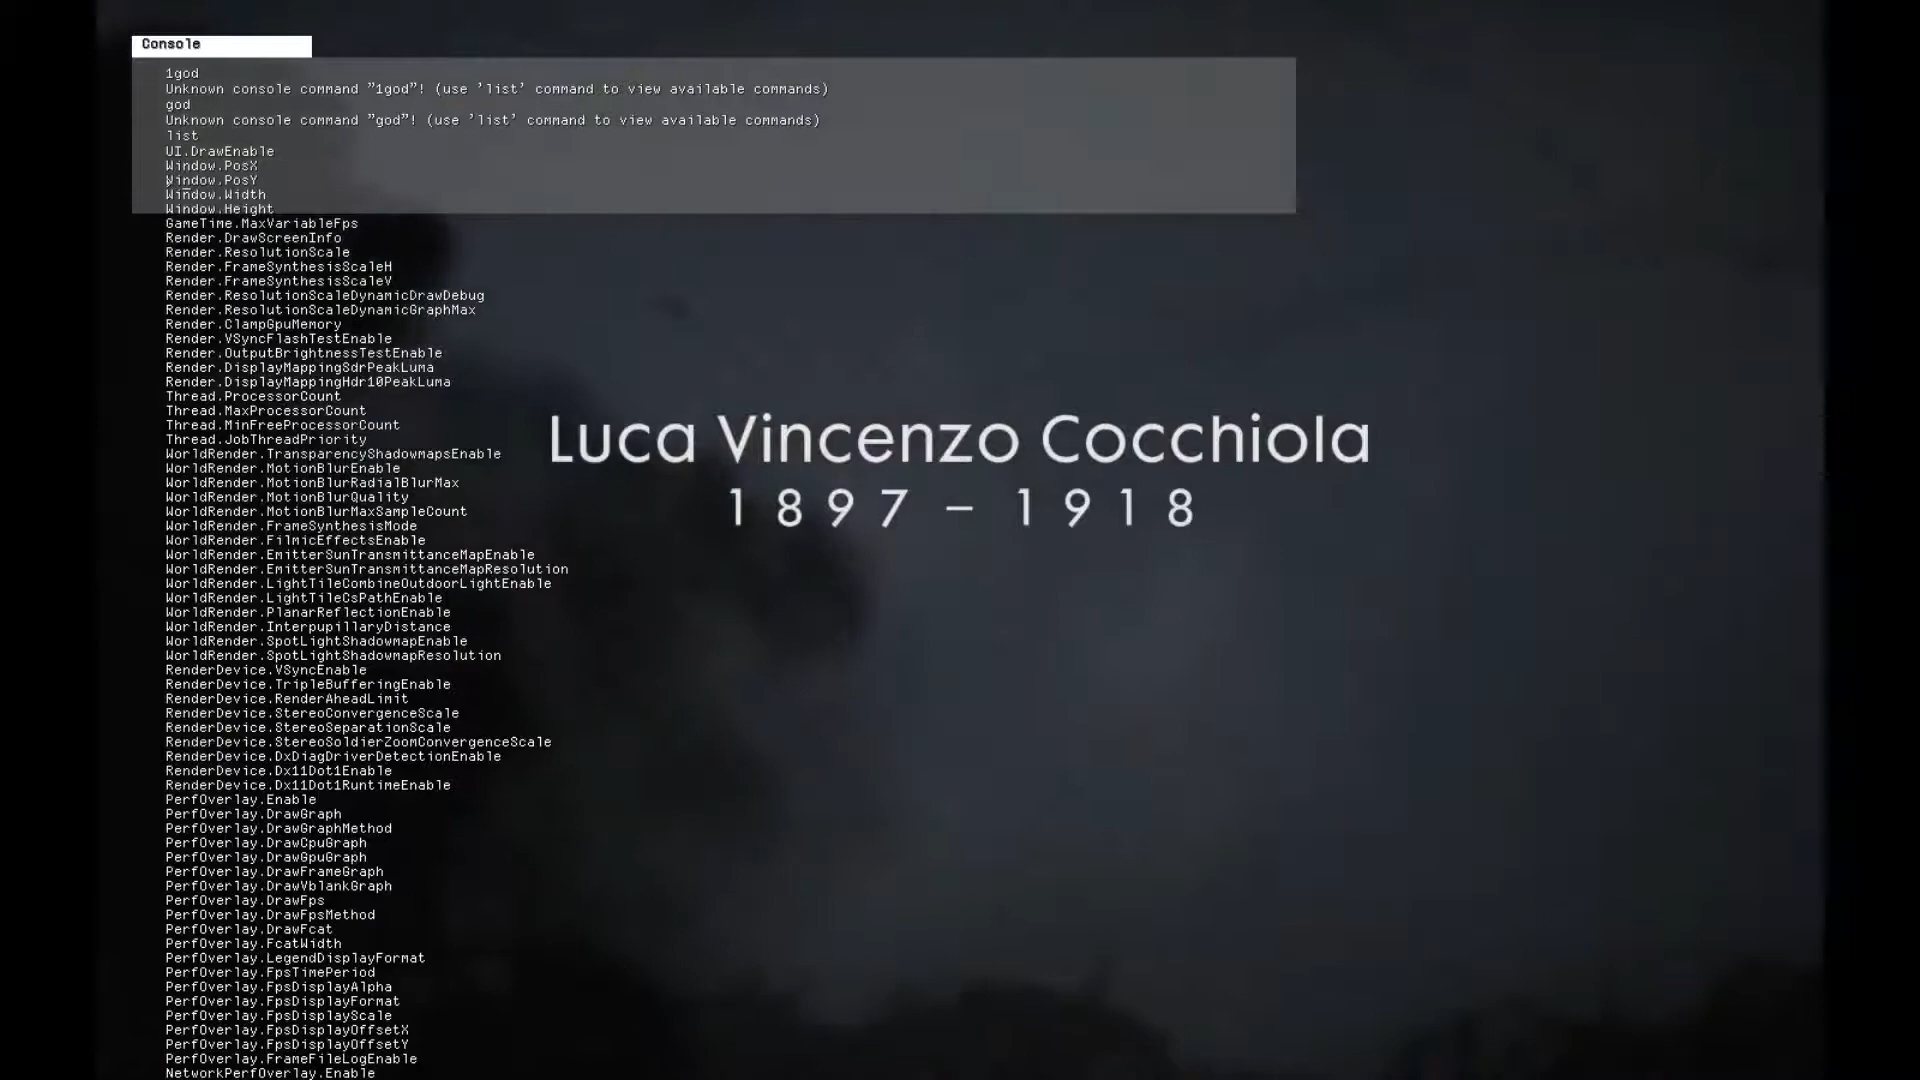 Console
1god
Unknown console command "1god"! (use 'list' command to view available commands)
god
Unknown console command "god"! (use 'list' command to view available commands)
list
UI.DrawEnable
Window.PosX
Window.PosY
Window.Width
Window.Height
GameTime.MaxVariableFps
Render.DrawScreenInfo
Render.ResolutionScale
Render.FrameSynthesisScaleH
Render.FrameSynthesisScaleV
Render.ResolutionScaleDynamicDrawDebug
Render.ResolutionScaleDynamicGraphMax
Render.ClampGpuMemory
Render.VSyncFlashTestEnable
Render.OutputBrightnessTestEnable
Render.DisplayMappingSdrPeakLuma
Render.DisplayMappingHdr10PeakLuma
Thread.ProcessorCount
Thread.MaxProcessorCount
Thread.MinFreeProcessorCount
Thread.JobThreadPriority
WorldRender.TransparencyShadowmapsEnable
WorldRender.MotionBlurEnable
WorldRender.MotionBlurRadialBlurMax
WorldRender.MotionBlurQuality
WorldRender.MotionBlurMaxSampleCount
WorldRender.FrameSynthesisMode
WorldRender.FilmicEffectsEnable
WorldRender.EmitterSunTransmittanceMapEnable
WorldRender.EmitterSunTransmittanceMapResolution
WorldRender.LightTileCombineOutdoorLightEnable
WorldRender.LightTileCsPathEnable
WorldRender.PlanarReflectionEnable
WorldRender.InterpupillaryDistance
WorldRender.SpotLightShadowmapEnable
WorldRender.SpotLightShadowmapResolution
RenderDevice.VSyncEnable
RenderDevice.TripleBufferingEnable
RenderDevice.RenderAheadLimit
RenderDevice.StereoConvergenceScale
RenderDevice.StereoSeparationScale
RenderDevice.StereoSoldierZoomConvergenceScale
RenderDevice.DxDiagDriverDetectionEnable
RenderDevice.Dx11Dot1Enable
RenderDevice.Dx11Dot1RuntimeEnable
PerfOverlay.Enable
PerfOverlay.DrawGraph
PerfOverlay.DrawGraphMethod
PerfOverlay.DrawCpuGraph
PerfOverlay.DrawGpuGraph
PerfOverlay.DrawFrameGraph
PerfOverlay.DrawVblankGraph
PerfOverlay.DrawFps
PerfOverlay.DrawFpsMethod
PerfOverlay.DrawFcat
PerfOverlay.FcatWidth
PerfOverlay.LegendDisplayFormat
PerfOverlay.FpsTimePeriod
PerfOverlay.FpsDisplayAlpha
PerfOverlay.FpsDisplayFormat
PerfOverlay.FpsDisplayScale
PerfOverlay.FpsDisplayOffsetX
PerfOverlay.FpsDisplayOffsetY
PerfOverlay.FrameFileLogEnable
NetworkPerfOverlay.Enable
Luca Vincenzo Cocchiola
1897 – 1918